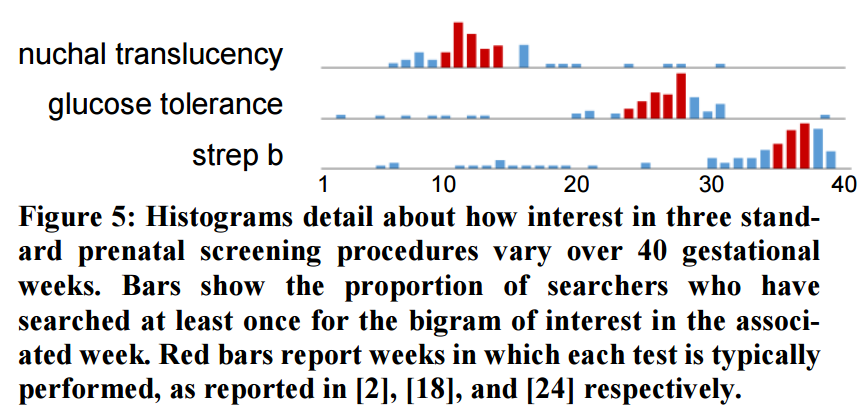 nuchal translucency
glucose tolerance
strep b
1 10 20 30 40
Figure 5: Histograms detail about how interest in three stand-
ard prenatal screening procedures vary over 40 gestational
weeks. Bars show the proportion of searchers who have
searched at least once for the bigram of interest in the associ-
ated week. Red bars report weeks in which each test is typically
performed, as reported in [2], [18], and [24] respectively.